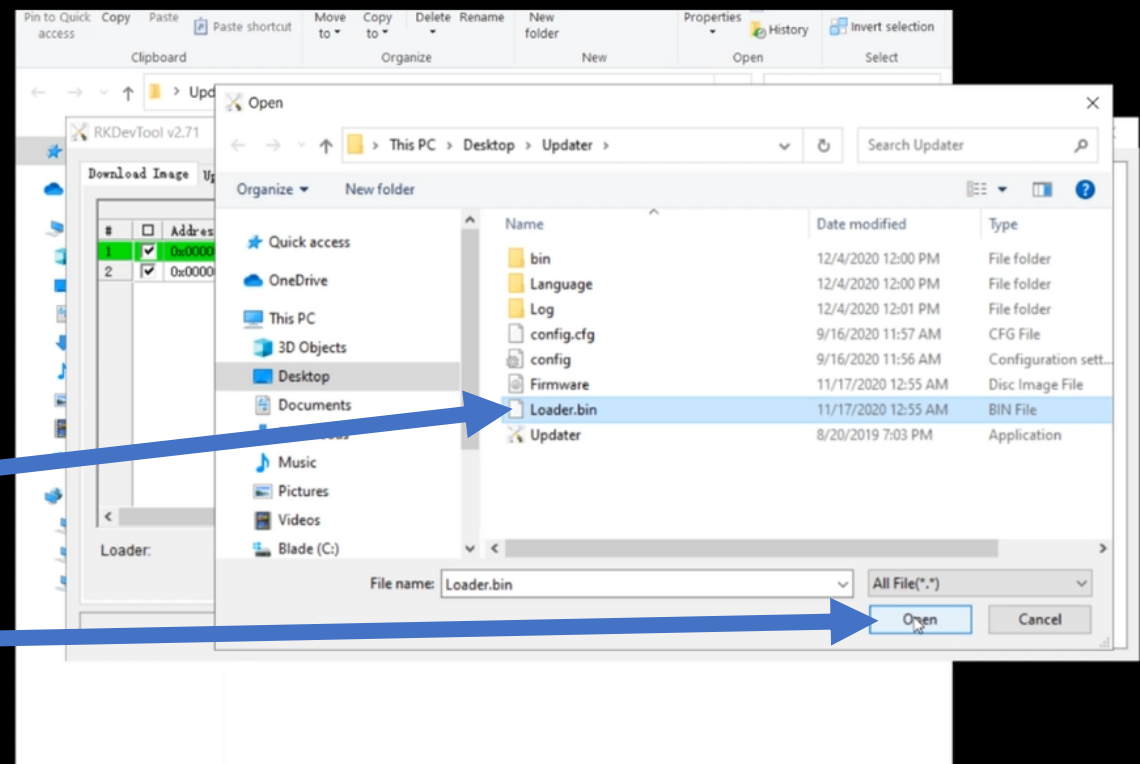 Pin to Quick access
Copy
Paste
Paste shortcut
Move to
Copy to
Delete
Rename
New folder
Properties
History
Invert selection
Clipboard
Organize
New
Open
Select
> Upd
Open
RKDevTool v2.71
> This PC > Desktop > Updater >
Search Updater
Download Image
Organize
New folder
# Addres
1 0x0000
2 0x0000
Quick access
OneDrive
This PC
3D Objects
Desktop
Documents
Music
Pictures
Videos
Blade (C:)
Name Date modified Type
bin 12/4/2020 12:00 PM File folder
Language 12/4/2020 12:00 PM File folder
Log 12/4/2020 12:01 PM File folder
config.cfg 9/16/2020 11:57 AM CFG File
config 9/16/2020 11:56 AM Configuration sett...
Firmware 11/17/2020 12:55 AM Disc Image File
Loader.bin 11/17/2020 12:55 AM BIN File
Updater 8/20/2019 7:03 PM Application
Loader:
File name: Loader.bin
All File(*.*)
Open
Cancel